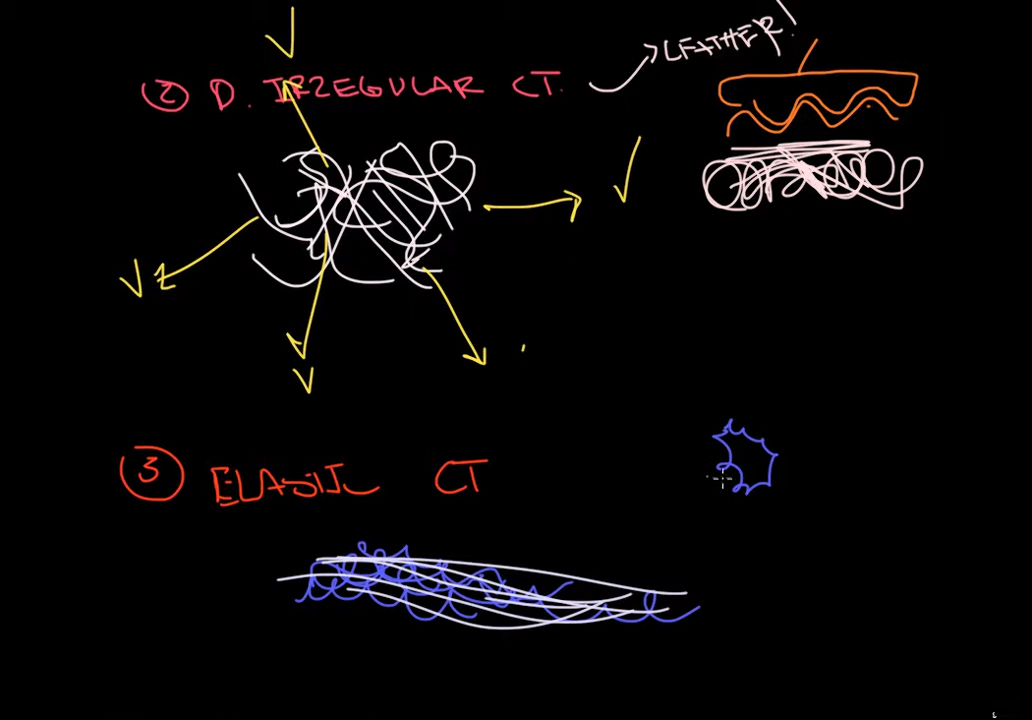 LEATHER!
② D. IRREGULAR CT.
③ ELASTIC CT